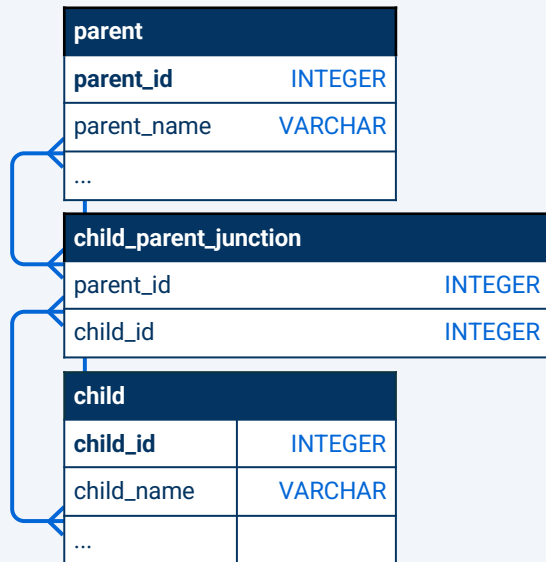 parent
parent_id INTEGER
parent_name VARCHAR
...
child_parent_junction
parent_id INTEGER
child_id INTEGER
child
child_id INTEGER
child_name VARCHAR
...